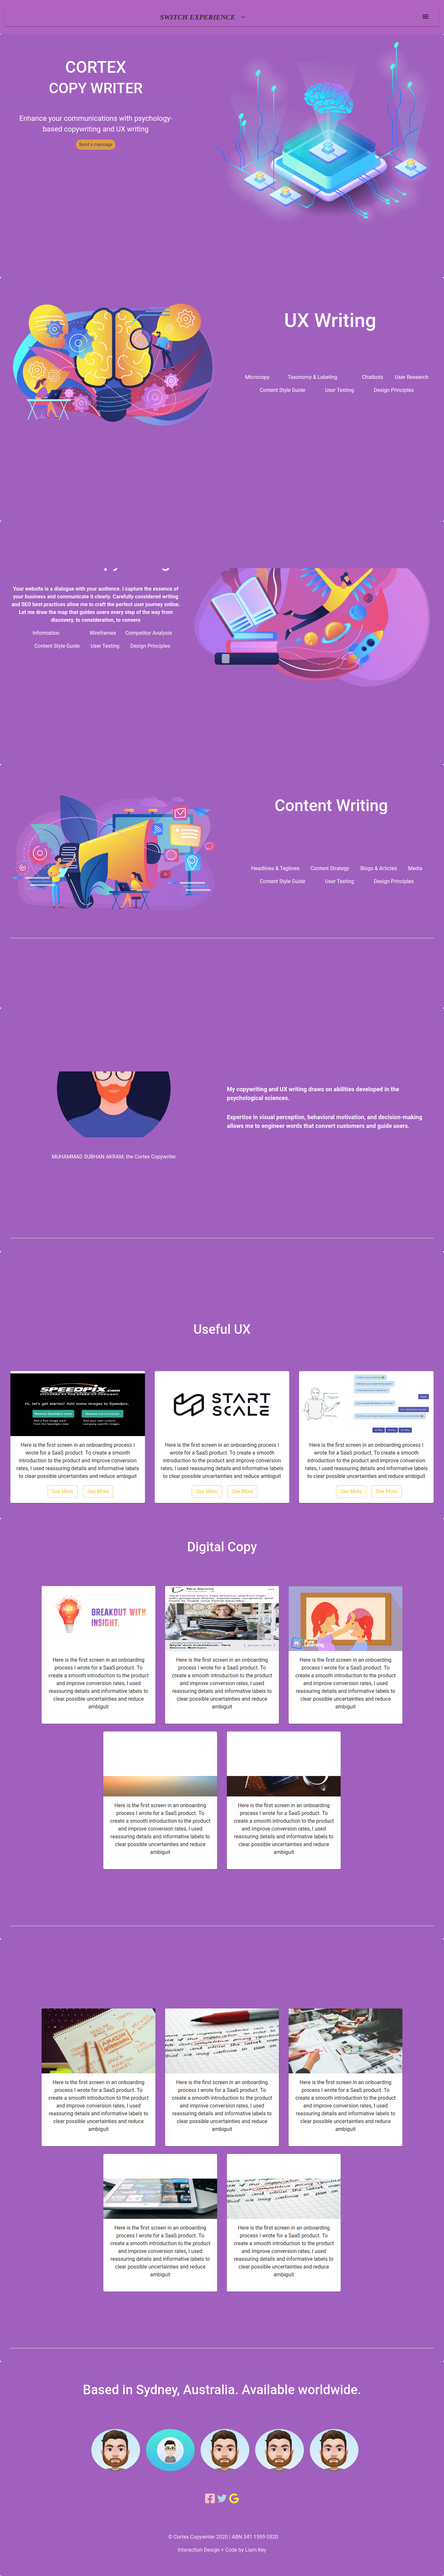 SWITCH EXPERIENCE
CORTEX
COPY WRITER
Enhance your communications with psychology-
based copywriting and UX writing
Send a message
UX Writing
Microcopy Taxonomy & Labeling Chatbots User Research
Content Style Guide User Testing Design Principles
Your website is a dialogue with your audience. I capture the essence of
your business and communicate it clearly. Carefully considered writing
and SEO best practices allow me to craft the perfect user journey online.
Let me draw the map that guides users every step of the way from
discovery, to consideration, to convers
Information Wireframes Competitor Analysis
Content Style Guide User Testing Design Principles
Content Writing
Headlines & Taglines Content Strategy Blogs & Articles Media
Content Style Guide User Testing Design Principles
My copywriting and UX writing draws on abilities developed in the
psychological sciences.
Expertise in visual perception, behavioral motivation, and decision-making
allows me to engineer words that convert customers and guide users.
MUHAMMAD SUBHAN AKRAM, the Cortex Copywriter
Useful UX
SPEEDPIX.com
Hi, let's get started! Add some images to Speedpix.
START
SCALE
Here is the first screen in an onboarding process I
wrote for a SaaS product. To create a smooth
introduction of the product and improve conversion
rates, I used reassuring details and informative labels
to clear possible uncertainties and reduce ambiguit
See More See More
Here is the first screen in an onboarding process I
wrote for a SaaS product. To create a smooth
introduction of the product and improve conversion
rates, I used reassuring details and informative labels
to clear possible uncertainties and reduce ambiguit
See More See More
Here is the first screen in an onboarding process I
wrote for a SaaS product. To create a smooth
introduction of the product and improve conversion
rates, I used reassuring details and informative labels
to clear possible uncertainties and reduce ambiguit
See More See More
Digital Copy
BREAKOUT WITH
INSIGHT.
Here is the first screen in an onboarding
process I wrote for a SaaS product. To
create a smooth introduction of the product
and improve conversion rates, I used
reassuring details and informative labels to
clear possible uncertainties and reduce
ambiguit
Here is the first screen in an onboarding
process I wrote for a SaaS product. To
create a smooth introduction of the product
and improve conversion rates, I used
reassuring details and informative labels to
clear possible uncertainties and reduce
ambiguit
Pure
Learning
Here is the first screen in an onboarding
process I wrote for a SaaS product. To
create a smooth introduction of the product
and improve conversion rates, I used
reassuring details and informative labels to
clear possible uncertainties and reduce
ambiguit
Here is the first screen in an onboarding
process I wrote for a SaaS product. To
create a smooth introduction of the product
and improve conversion rates, I used
reassuring details and informative labels to
clear possible uncertainties and reduce
ambiguit
Here is the first screen in an onboarding
process I wrote for a SaaS product. To
create a smooth introduction of the product
and improve conversion rates, I used
reassuring details and informative labels to
clear possible uncertainties and reduce
ambiguit
Here is the first screen in an onboarding
process I wrote for a SaaS product. To
create a smooth introduction of the product
and improve conversion rates, I used
reassuring details and informative labels to
clear possible uncertainties and reduce
ambiguit
Here is the first screen in an onboarding
process I wrote for a SaaS product. To
create a smooth introduction of the product
and improve conversion rates, I used
reassuring details and informative labels to
clear possible uncertainties and reduce
ambiguit
Here is the first screen in an onboarding
process I wrote for a SaaS product. To
create a smooth introduction of the product
and improve conversion rates, I used
reassuring details and informative labels to
clear possible uncertainties and reduce
ambiguit
Here is the first screen in an onboarding
process I wrote for a SaaS product. To
create a smooth introduction of the product
and improve conversion rates, I used
reassuring details and informative labels to
clear possible uncertainties and reduce
ambiguit
Here is the first screen in an onboarding
process I wrote for a SaaS product. To
create a smooth introduction of the product
and improve conversion rates, I used
reassuring details and informative labels to
clear possible uncertainties and reduce
ambiguit
Based in Sydney, Australia. Available worldwide.
© Cortex Copywriter 2020 | ABN 341 1599 0520
Interaction Design + Code by Liam Key